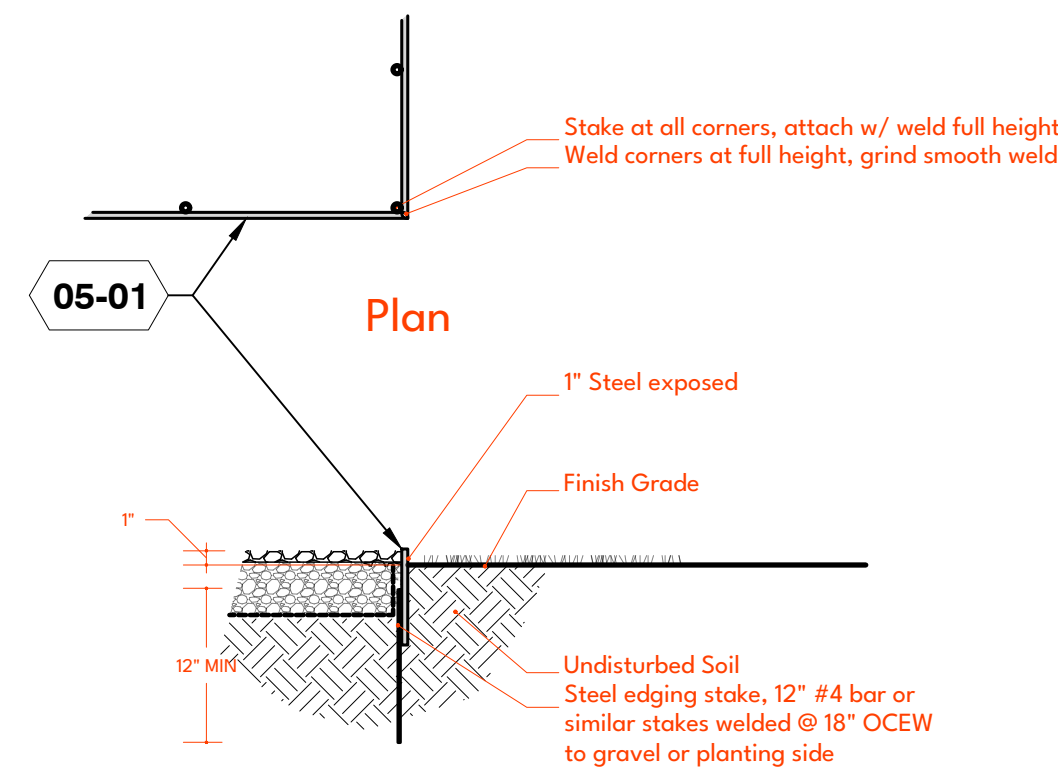 Stake at all corners, attach w/ weld full height
Weld corners at full height, grind smooth weld
05-01
Plan
1" Steel exposed
Finish Grade
1"
12" MIN
Undisturbed Soil
Steel edging stake, 12" #4 bar or
similar stakes welded @ 18" OCEW
to gravel or planting side